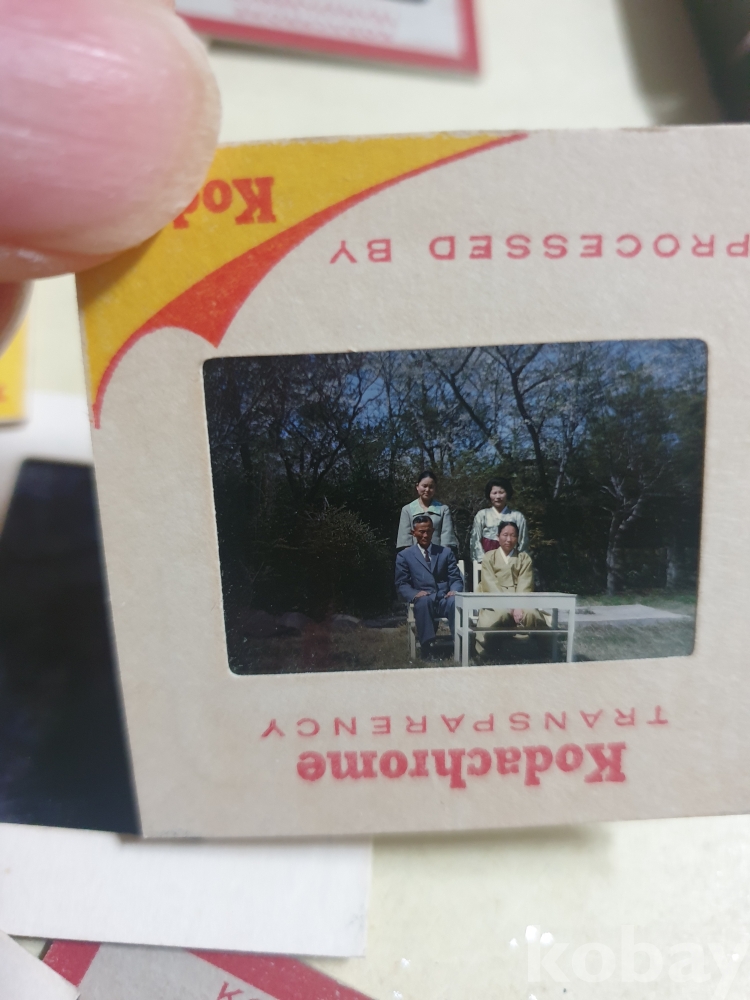 Kodachrome
TRANSPARENCY
PROCESSED BY
Kod
kobay